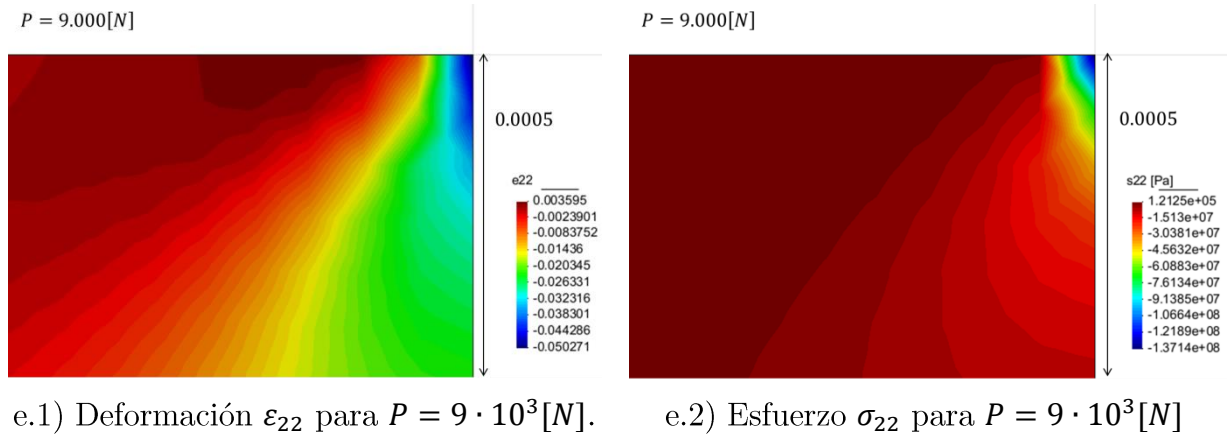 P = 9.000[N]
0.0005
e22
0.003595
-0.0023901
-0.0083752
-0.01436
-0.020345
-0.026331
-0.032316
-0.038301
-0.044286
-0.050271
e.1) Deformación ε₂₂ para P = 9 · 10³[N].
P = 9.000[N]
0.0005
s22 [Pa]
1.2125e+05
-1.513e+07
-3.0381e+07
-4.5632e+07
-6.0883e+07
-7.6134e+07
-9.1385e+07
-1.0664e+08
-1.2189e+08
-1.3714e+08
e.2) Esfuerzo σ₂₂ para P = 9 · 10³[N]